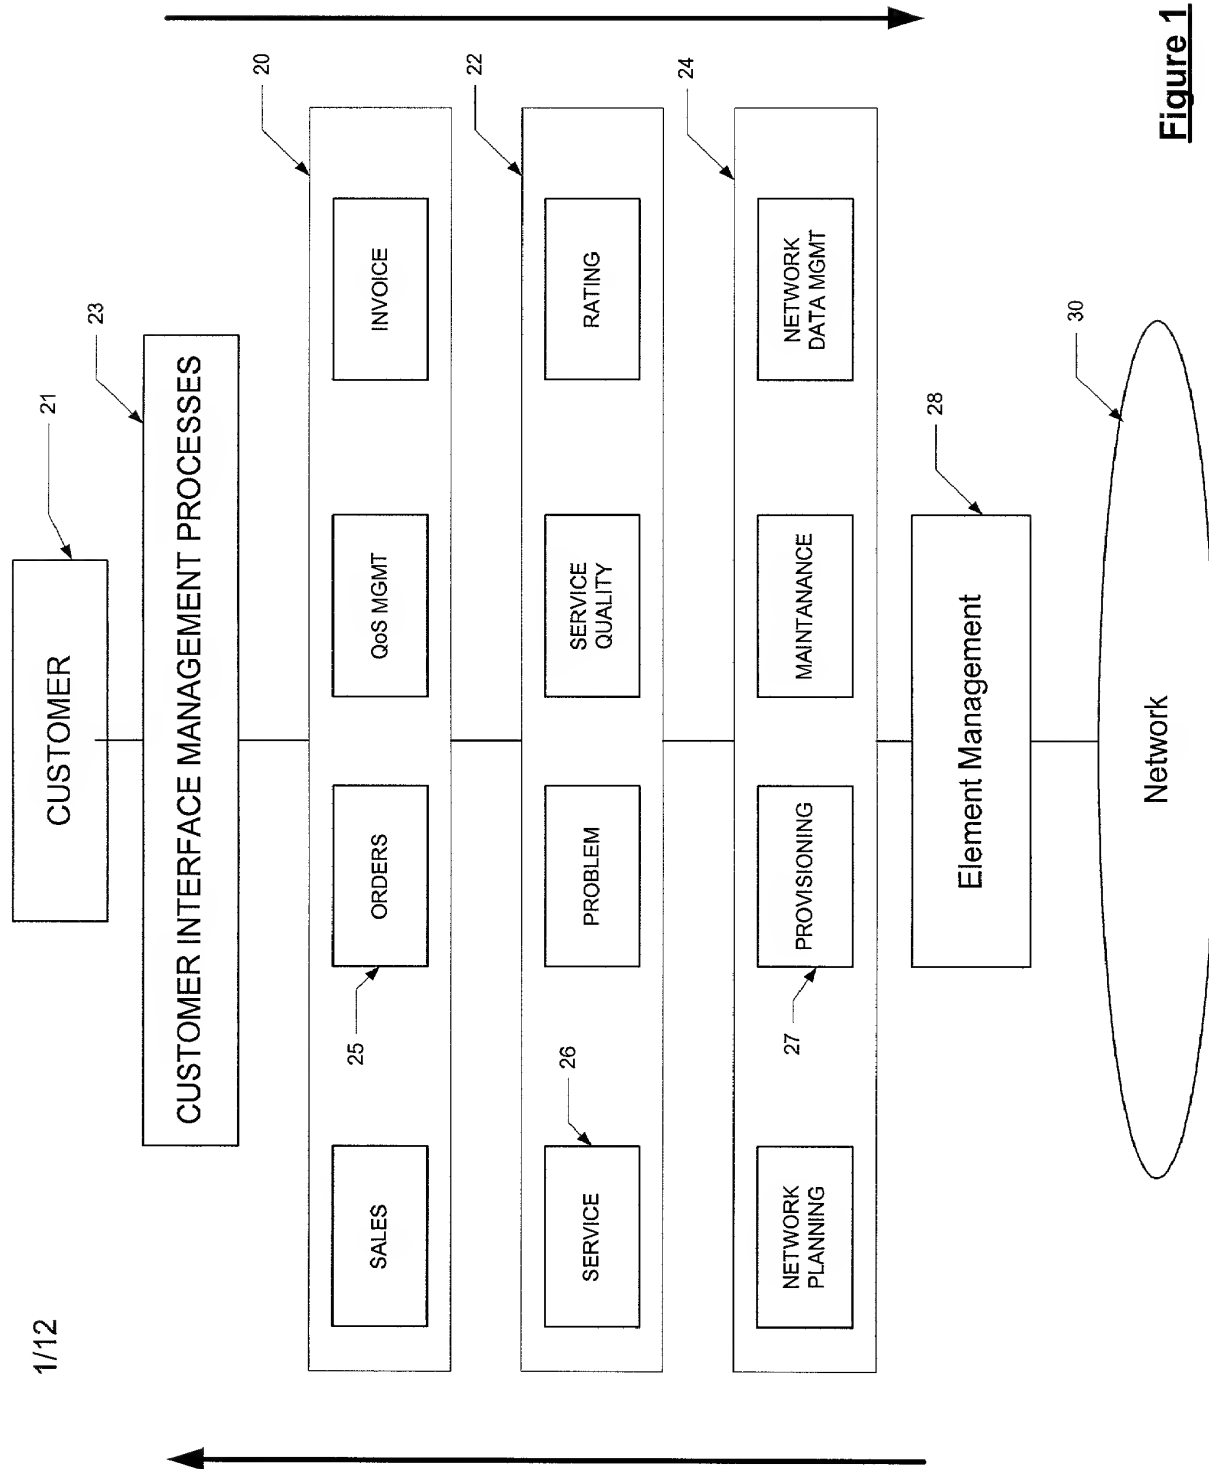 1/12
CUSTOMER
21
CUSTOMER INTERFACE MANAGEMENT PROCESSES
23
20
SALES
ORDERS
25
QoS MGMT
INVOICE
22
SERVICE
26
PROBLEM
SERVICE
QUALITY
RATING
24
NETWORK
PLANNING
PROVISIONING
27
MAINTANANCE
NETWORK
DATA MGMT
Element Management
28
Network
30
Figure 1